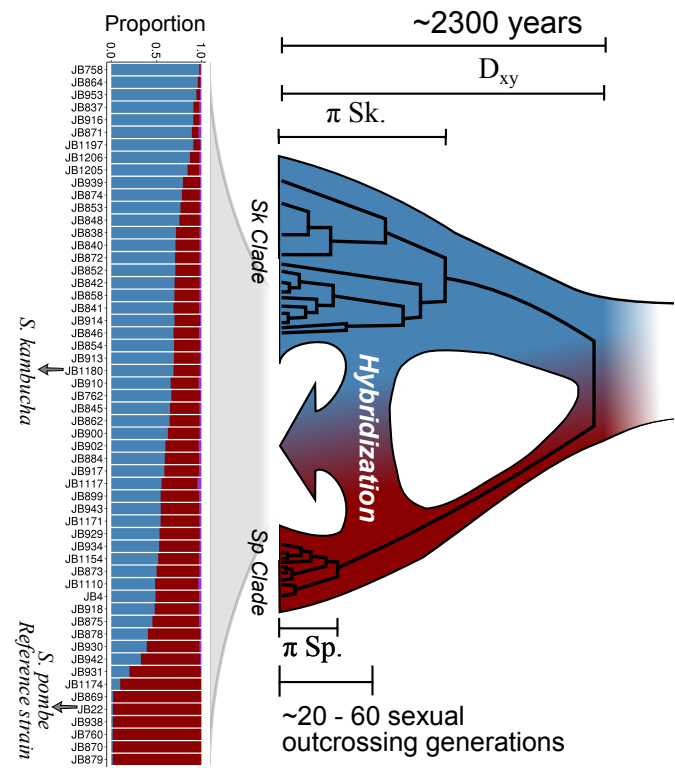 Proportion
0.0 0.5 1.0
JB758
JB864
JB953
JB837
JB916
JB871
JB1197
JB1206
JB1205
JB939
JB874
JB853
JB848
JB838
JB840
JB872
JB852
JB842
JB858
JB841
JB914
JB846
JB854
JB913
JB1180
JB910
JB762
JB845
JB862
JB900
JB902
JB884
JB917
JB1117
JB899
JB943
JB1171
JB929
JB934
JB1154
JB873
JB1110
JB4
JB918
JB875
JB878
JB930
JB942
JB931
JB1174
JB869
JB22
JB938
JB760
JB870
JB879
S. kambucha
S. pombe
Reference strain
~2300 years
Dxy
π Sk.
Sk Clade
Hybridization
Sp Clade
π Sp.
~20 - 60 sexual
outcrossing generations